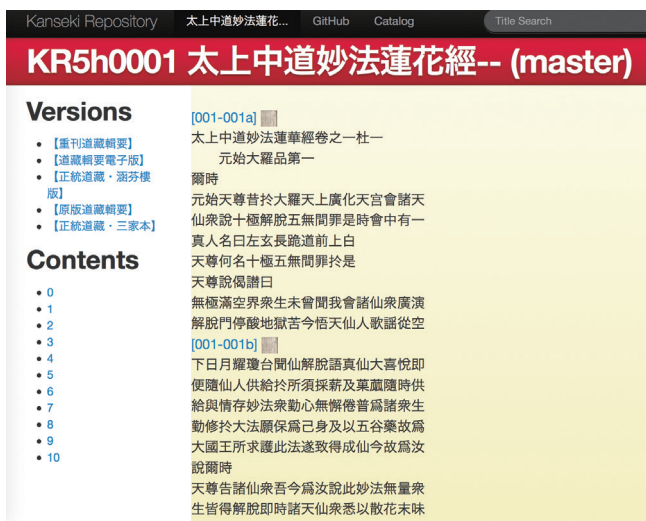 Kanseki Repository 太上中道妙法蓮花... GitHub Catalog Title Search
KR5h0001 太上中道妙法蓮花經-- (master)
Versions
【重刊道藏輯要】
【道藏輯要電子版】
【正統道藏・涵芬樓版】
【原版道藏輯要】
【正統道藏・三家本】
Contents
0
1
2
3
4
5
6
7
8
9
10
[001-001a]
太上中道妙法蓮華經卷之一杜一
元始大羅品第一
爾時
元始天尊昔扵大羅天上廣化天宫會諸天
仙衆說十極解脫五無間罪是時會中有一
真人名曰左玄長跪道前上白
天尊何名十極五無間罪扵是
天尊說偈讃曰
無極滿空界衆生未曾聞我會諸仙衆廣演
解脫門停酸地獄苦今悟天仙人歌謡從空
[001-001b]
下日月耀瓊台聞仙解脫語真仙大喜悅即
便隨仙人供給扵所須採薪及菓蓏隨時供
給與情存妙法衆勤心無懈倦普爲諸衆生
勤修扵大法願保爲己身及以五谷藥故爲
大國王所求護此法遂致得成仙今故爲汝
說爾時
天尊告諸仙衆吾今爲汝說此妙法無量衆
生皆得解脫即時諸天仙衆悉以散花末味